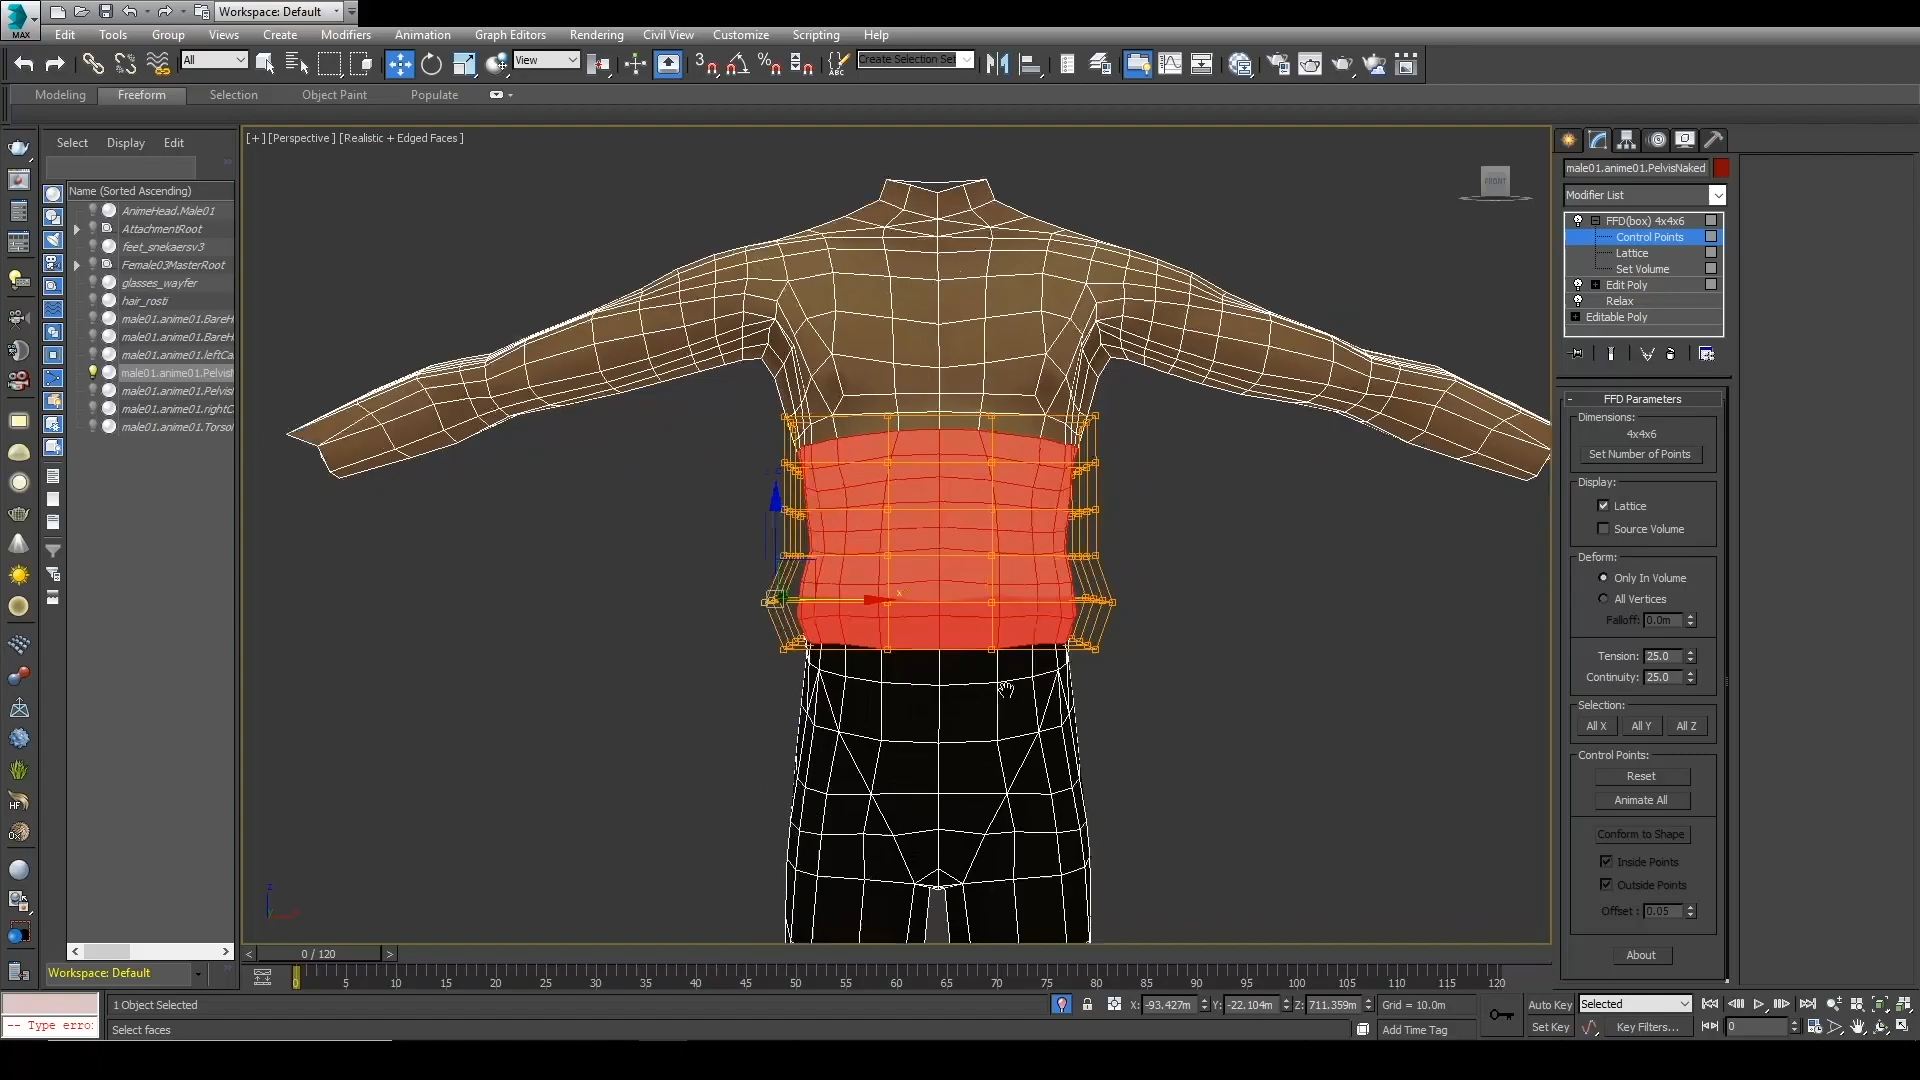 MAX
Workspace: Default
Edit Tools Group Views Create Modifiers Animation Graph Editors Rendering Civil View Customize Scripting Help
All View 3 ABC Create Selection Set
Modeling Freeform Selection Object Paint Populate
Select Display Edit
[+] [Perspective] [Realistic + Edged Faces]
FRONT
Name (Sorted Ascending)
AnimeHead.Male01
AttachmentRoot
feet_snekaersv3
Female03MasterRoot
glasses_wayfer
hair_rosti
male01.anime01.BareH
male01.anime01.BareH
male01.anime01.leftCa
male01.anime01.Pelvis
male01.anime01.Pelvis
male01.anime01.rightC
male01.anime01.Torso
HF
Ox
x
z
male01.anime01.PelvisNaked
Modifier List
FFD(box) 4x4x6
Control Points
Lattice
Set Volume
Edit Poly
Relax
Editable Poly
- FFD Parameters
Dimensions:
4x4x6
Set Number of Points
Display:
Lattice
Source Volume
Deform:
Only In Volume
All Vertices
Falloff: 0.0m
Tension: 25.0
Continuity: 25.0
Selection:
All X All Y All Z
Control Points:
Reset
Animate All
Conform to Shape
Inside Points
Outside Points
Offset : 0.05
About
< 0 / 120 >
Workspace: Default
0 5 10 15 20 25 30 35 40 45 50 55 60 65 70 75 80 85 90 95 100 105 110 115 120
1 Object Selected X: -93.427m Y: -22.104m Z: 711.359m Grid = 10.0m Auto Key Selected
-- Type erro: Select faces Add Time Tag Set Key Key Filters... 0